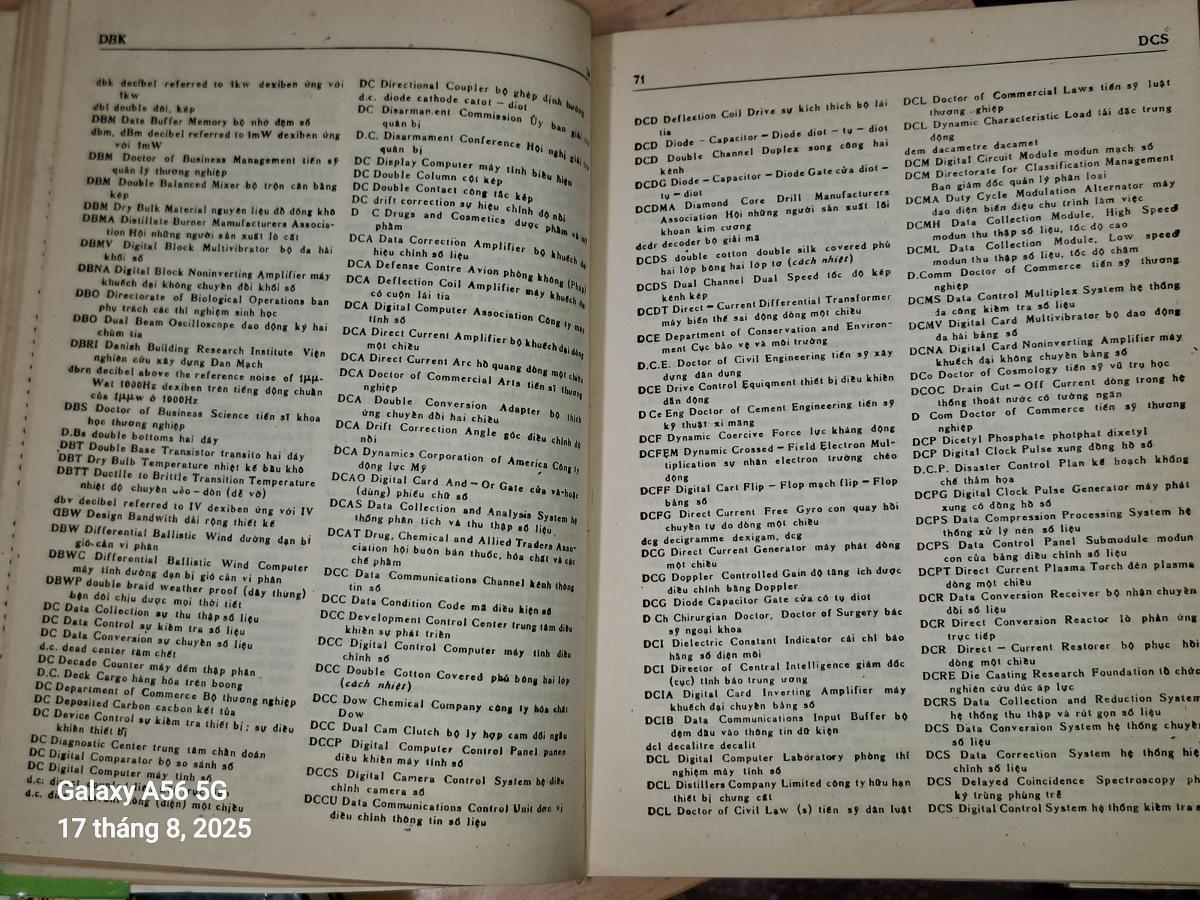 DBK
dbk decibel referred to 1kw dexiben ứng với
1kw
dbl double đôi, kép
DBM Data Buffer Memory bộ nhớ đệm số
dbm, dBm decibel referred to 1mW dexiben ứng
với 1mW
DBM Doctor of Business Management tiến sỹ
quản lý thương nghiệp
DBM Double Balanced Mixer bộ trộn cân bằng
kép
DBM Dry Bulk Material nguyên liệu đổ đống khô
DBMA Distillate Burner Manufacturers Associa-
tion Hội những người sản xuất lò cất
DBMV Digital Block Multivibrator bộ đa hài
khối số
DBNA Digital Block Noninverting Amplifier máy
khuếch đại không chuyển đổi khối số
DBO Directorate of Biological Operations ban
phụ trách các thí nghiệm sinh học
DBO Dual Beam Oscilloscope dao động ký hai
chùm tia
DBRI Danish Building Research Institute Viện
nghiên cứu xây dựng Đan Mạch
dbrn decibel above the reference noise of 1μμ-
Wat 1000Hz dexiben trên tiếng động chuẩn
của 1μμw ở 1000Hz
DBS Doctor of Business Science tiến sĩ khoa
học thương nghiệp
D.Bs double bottoms hai đáy
DBT Double Base Transistor transito hai đáy
DBT Dry Bulb Temperature nhiệt kế bầu khô
DBTT Ductile to Brittle Transition Temperature
nhiệt độ chuyển dẻo - dòn (dễ vỡ)
dbv decibel referred to IV dexiben ứng với IV
DBW Design Bandwith dải rộng thiết kế
DBW Differential Ballistic Wind đường đạn bị
gió cản vi phân
DBWC Differential Ballistic Wind Computer
máy tính đường đạn bị gió cản vi phân
DBWP double braid weather proof (dây thừng)
bện đôi chịu được mọi thời tiết
DC Data Collection sự thu thập số liệu
DC Data Control sự kiểm tra số liệu
DC Data Conversion sự chuyển số liệu
d.c. dead center tâm chết
DC Decade Counter máy đếm thập phân
D.C. Deck Cargo hàng hóa trên boong
DC Department of Commerce Bộ thương nghiệp
DC Deposited Carbon cacbon kết tủa
DC Device Control sự kiểm tra thiết bị; sự điều
khiển thiết bị
DC Diagnostic Center trung tâm chẩn đoán
DC Digital Comparator bộ so sánh số
DC Digital Computer máy tính số
d.c.
d.c. (điện) một chiều
DC Directional Coupler bộ ghép định hướng
d.c. diode cathode catot - diot
DC Disarmament Commission Ủy ban giải
quân bị
D.C. Disarmament Conference Hội nghị giải
quân bị
DC Display Computer máy tính biểu hiện
DC Double Column cột kép
DC Double Contact công tắc kép
DC drift correction sự hiệu chỉnh độ nổi
D C Drugs and Cosmetics dược phẩm và mỹ
phẩm
DCA Data Correction Amplifier bộ khuếch đại
hiệu chỉnh số liệu
DCA Defense Contre Avion phòng không (Pháp)
DCA Deflection Coil Amplifier máy khuếch đại
có cuộn lái tia
DCA Digital Computer Association Công ty máy
tính số
DCA Direct Current Amplifier bộ khuếch đại dòng
một chiều
DCA Direct Current Arc hồ quang dòng một chiều
DCA Doctor of Commercial Arts tiến sĩ thương
nghiệp
DCA Double Conversion Adapter bộ thích
ứng chuyển đổi hai chiều
DCA Drift Correction Angle góc điều chỉnh độ
nổi
DCA Dynamics Corporation of America Công ty
động lực Mỹ
DCAO Digital Card And - Or Gate cửa và-hoặc
(dùng) phiếu chữ số
DCAS Data Collection and Analysis System hệ
thống phân tích và thu thập số liệu
DCAT Drug, Chemical and Allied Traders Asso-
ciation hội buôn bán thuốc, hóa chất và các
chế phẩm
DCC Data Communications Channel kênh thông
tin số
DCC Data Condition Code mã điều kiện số
DCC Development Control Center trung tâm điều
khiển sự phát triển
DCC Digital Control Computer máy tính điều
chỉnh số
DCC Double Cotton Covered phủ bông hai lớp
(cách nhiệt)
DCC Dow Chemical Company công ty hóa chất
Dow
DCC Dual Cam Clutch bộ ly hợp cam đối ngẫu
DCCP Digital Computer Control Panel panen
điều khiển máy tính số
DCCS Digital Camera Control System hệ điều
chỉnh camera số
DCCU Data Communications Control Unit đơn vị
điều chỉnh thông tin số liệu
71
DCS
DCD Deflection Coil Drive sự kích thích bộ lái
tia
DCD Diode - Capacitor - Diode diot - tụ - diot
DCD Double Channel Duplex song công hai
kênh
DCDG Diode - Capacitor - Diode Gate cửa diot -
tụ - diot
DCDMA Diamond Core Drill Manufacturers
Association Hội những người sản xuất lõi
khoan kim cương
dcdr decoder bộ giải mã
DCDS double cotton double silk covered phủ
hai lớp bông hai lớp tơ (cách nhiệt)
DCDS Dual Channel Dual Speed tốc độ kép
kênh kép
DCDT Direct - Current Differential Transformer
máy biến thế sai động dòng một chiều
DCE Department of Conservation and Environ-
ment Cục bảo vệ và môi trường
D.C.E. Doctor of Civil Engineering tiến sỹ xây
dựng dân dụng
DCE Drive Control Equiqment thiết bị điều khiển
dẫn động
D Ce Eng Doctor of Cement Engineering tiến sỹ
kỹ thuật xi măng
DCF Dynamic Coercive Force lực kháng động
DCFEM Dynamic Crossed - Field Electron Mul-
tiplication sự nhân electron trường chéo
động
DCFF Digital Cart Flip - Flop mạch flip - Flop
bảng số
DCFG Direct Current Free Gyro con quay hồi
chuyển tự do dòng một chiều
dcg decigramme dexigam, dcg
DCG Direct Current Generator máy phát dòng
một chiều
DCG Doppler Controlled Gain độ tăng ích được
điều chỉnh bằng Doppler
DCG Diode Capacitor Gate cửa có tụ diot
D Ch Chirurgian Doctor, Doctor of Surgery bác
sỹ ngoại khoa
DCI Dielectric Constant Indicator cái chỉ báo
hằng số điện môi
DCI Director of Central Intelligence giám đốc
(cục) tình báo trung ương
DCIA Digital Card Inverting Amplifier máy
khuếch đại chuyển bảng số
DCIB Data Communications Input Buffer bộ
đệm đầu vào thông tin dữ kiện
dcl decalitre decalit
DCL Digital Computer Laboratory phòng thí
nghiệm máy tính số
DCL Distillers Company Limited công ty hữu hạn
thiết bị chưng cất
DCL Doctor of Civil Law (s) tiến sỹ dân luật
DCL Doctor of Commercial Laws tiến sỹ luật
thương nghiệp
DCL Dynamic Characteristic Load tải đặc trưng
động
dcm dacametre dacamet
DCM Digital Circuit Module modun mạch số
DCM Directorate for Classification Management
Ban giám đốc quản lý phân loại
DCMA Duty Cycle Modulation Alternator máy
dao điện biến điệu chu trình làm việc
DCMH Data Collection Module, High Speed
modun thu thập số liệu, tốc độ cao
DCML Data Collection Module, Low speed
modun thu thập số liệu, tốc độ chậm
D.Comm Doctor of Commerce tiến sỹ thương
nghiệp
DCMS Data Control Multiplex System hệ thống
đa công kiểm tra số liệu
DCMV Digital Card Multivibrator bộ dao động
đa hài bảng số
DCNA Digital Card Noninverting Amplifier máy
khuếch đại không chuyển bảng số
DCo Doctor of Cosmology tiến sỹ vũ trụ học
DCOC Drain Cut - Off Current dòng trong hệ
thống thoát nước có tường ngăn
D Com Doctor of Commerce tiến sỹ thương
nghiệp
DCP Dicetyl Phosphate photphat dixetyl
DCP Digital Clock Pulse xung đồng hồ số
D.C.P. Disaster Control Plan kế hoạch khống
chế thảm họa
DCPG Digital Clock Pulse Generator máy phát
xung có đồng hồ số
DCPS Data Compression Processing System hệ
thống xử lý nén số liệu
DCPS Data Control Panel Submodule modun
con của bảng điều chỉnh số liệu
DCPT Direct Current Plasma Torch đèn plasma
dòng một chiều
DCR Data Conversion Receiver bộ nhận chuyển
đổi số liệu
DCR Direct Conversion Reactor lò phản ứng
trực tiếp
DCR Direct - Current Restorer bộ phục hồi
dòng một chiều
DCRE Die Casting Research Foundation tổ chức
nghiên cứu đúc áp lực
DCRS Data Collection and Reduction System
hệ thống thu thập và rút gọn số liệu
DCS Data Conversion System hệ thống chuyển
số liệu
DCS Data Correction System hệ thống hiệu
chỉnh số liệu
DCS Delayed Coincidence Spectroscopy
ký trùng phùng trễ
DCS Digital Control System hệ thống kiểm tra
Galaxy A56 5G
17 tháng 8, 2025